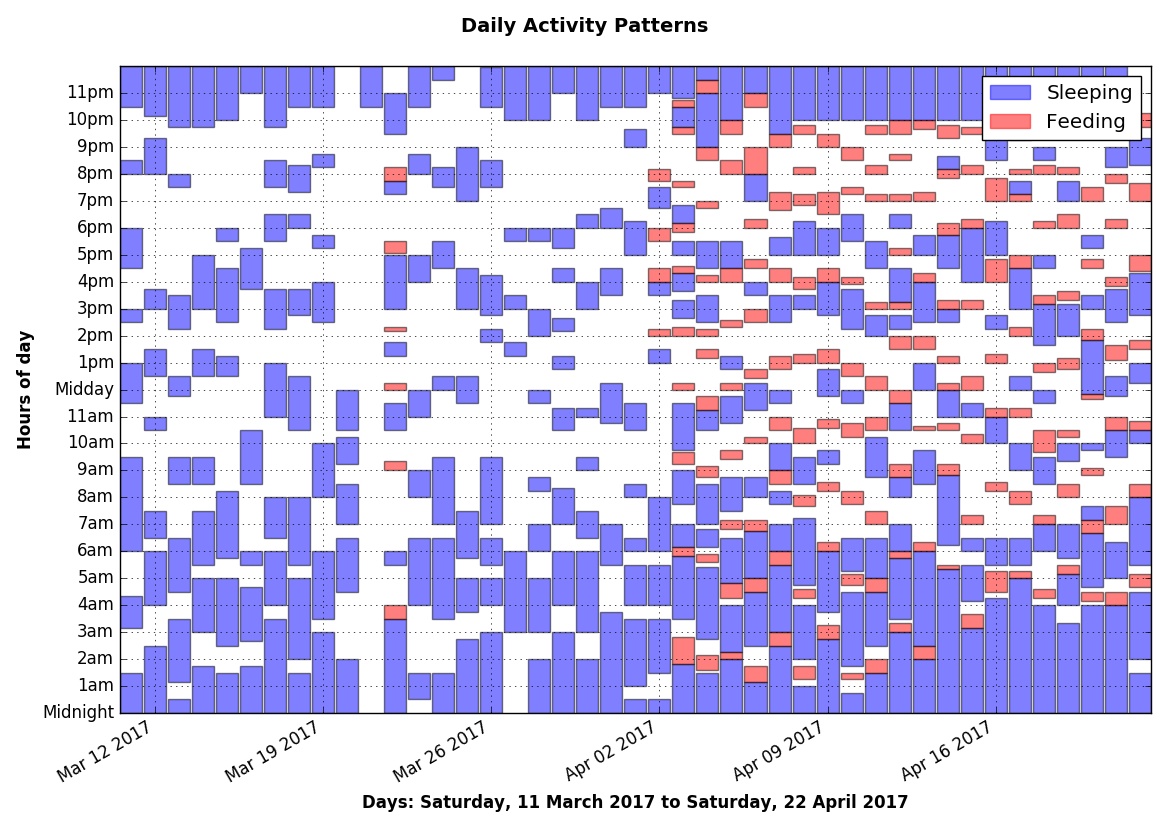 Daily Activity Patterns
Sleeping
Feeding
11pm
10pm
9pm
8pm
7pm
6pm
5pm
4pm
3pm
2pm
1pm
Midday
11am
10am
9am
8am
7am
6am
5am
4am
3am
2am
1am
Midnight
Hours of day
Mar 12 2017
Mar 19 2017
Mar 26 2017
Apr 02 2017
Apr 09 2017
Apr 16 2017
Days: Saturday, 11 March 2017 to Saturday, 22 April 2017